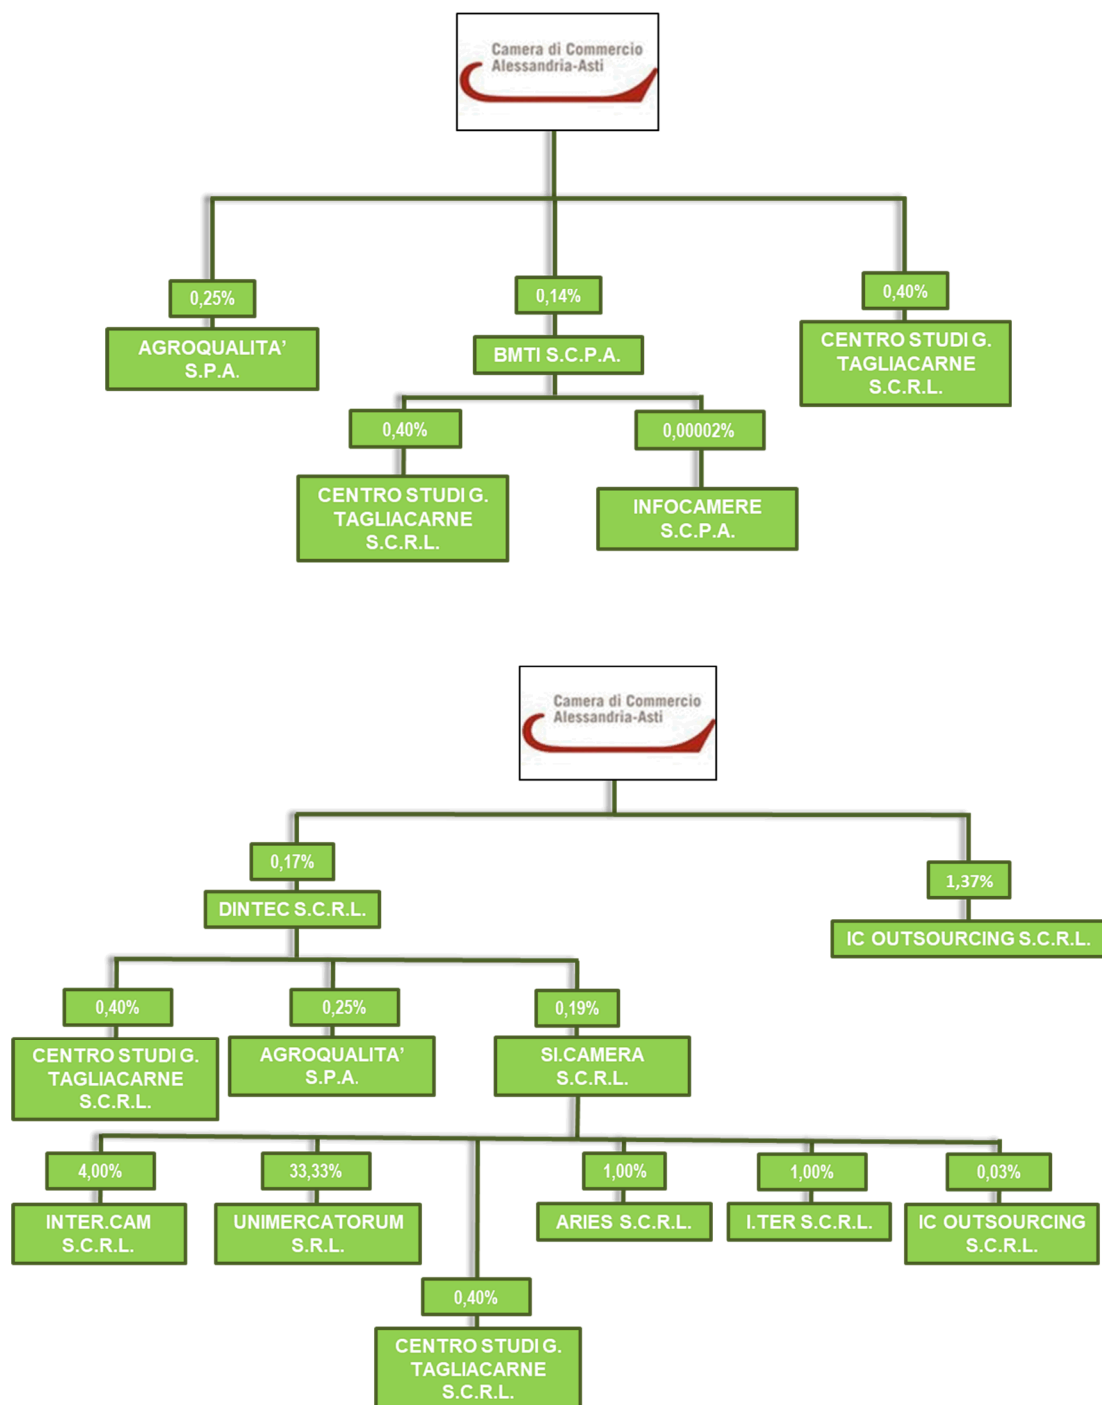 Camera di Commercio
Alessandria-Asti
0,25%
0,14%
0,40%
AGROQUALITA’
S.P.A.
BMTI S.C.P.A.
CENTRO STUDI G.
TAGLIACARNE
S.C.R.L.
0,40%
0,00002%
CENTRO STUDI G.
TAGLIACARNE
S.C.R.L.
INFOCAMERE
S.C.P.A.
Camera di Commercio
Alessandria-Asti
0,17%
1,37%
DINTEC S.C.R.L.
IC OUTSOURCING S.C.R.L.
0,40%
0,25%
0,19%
CENTRO STUDI G.
TAGLIACARNE
S.C.R.L.
AGROQUALITA’
S.P.A.
SI.CAMERA
S.C.R.L.
4,00%
33,33%
1,00%
1,00%
0,03%
INTER.CAM
S.C.R.L.
UNIMERCATORUM
S.R.L.
ARIES S.C.R.L.
I.TER S.C.R.L.
IC OUTSOURCING
S.C.R.L.
0,40%
CENTRO STUDI G.
TAGLIACARNE
S.C.R.L.